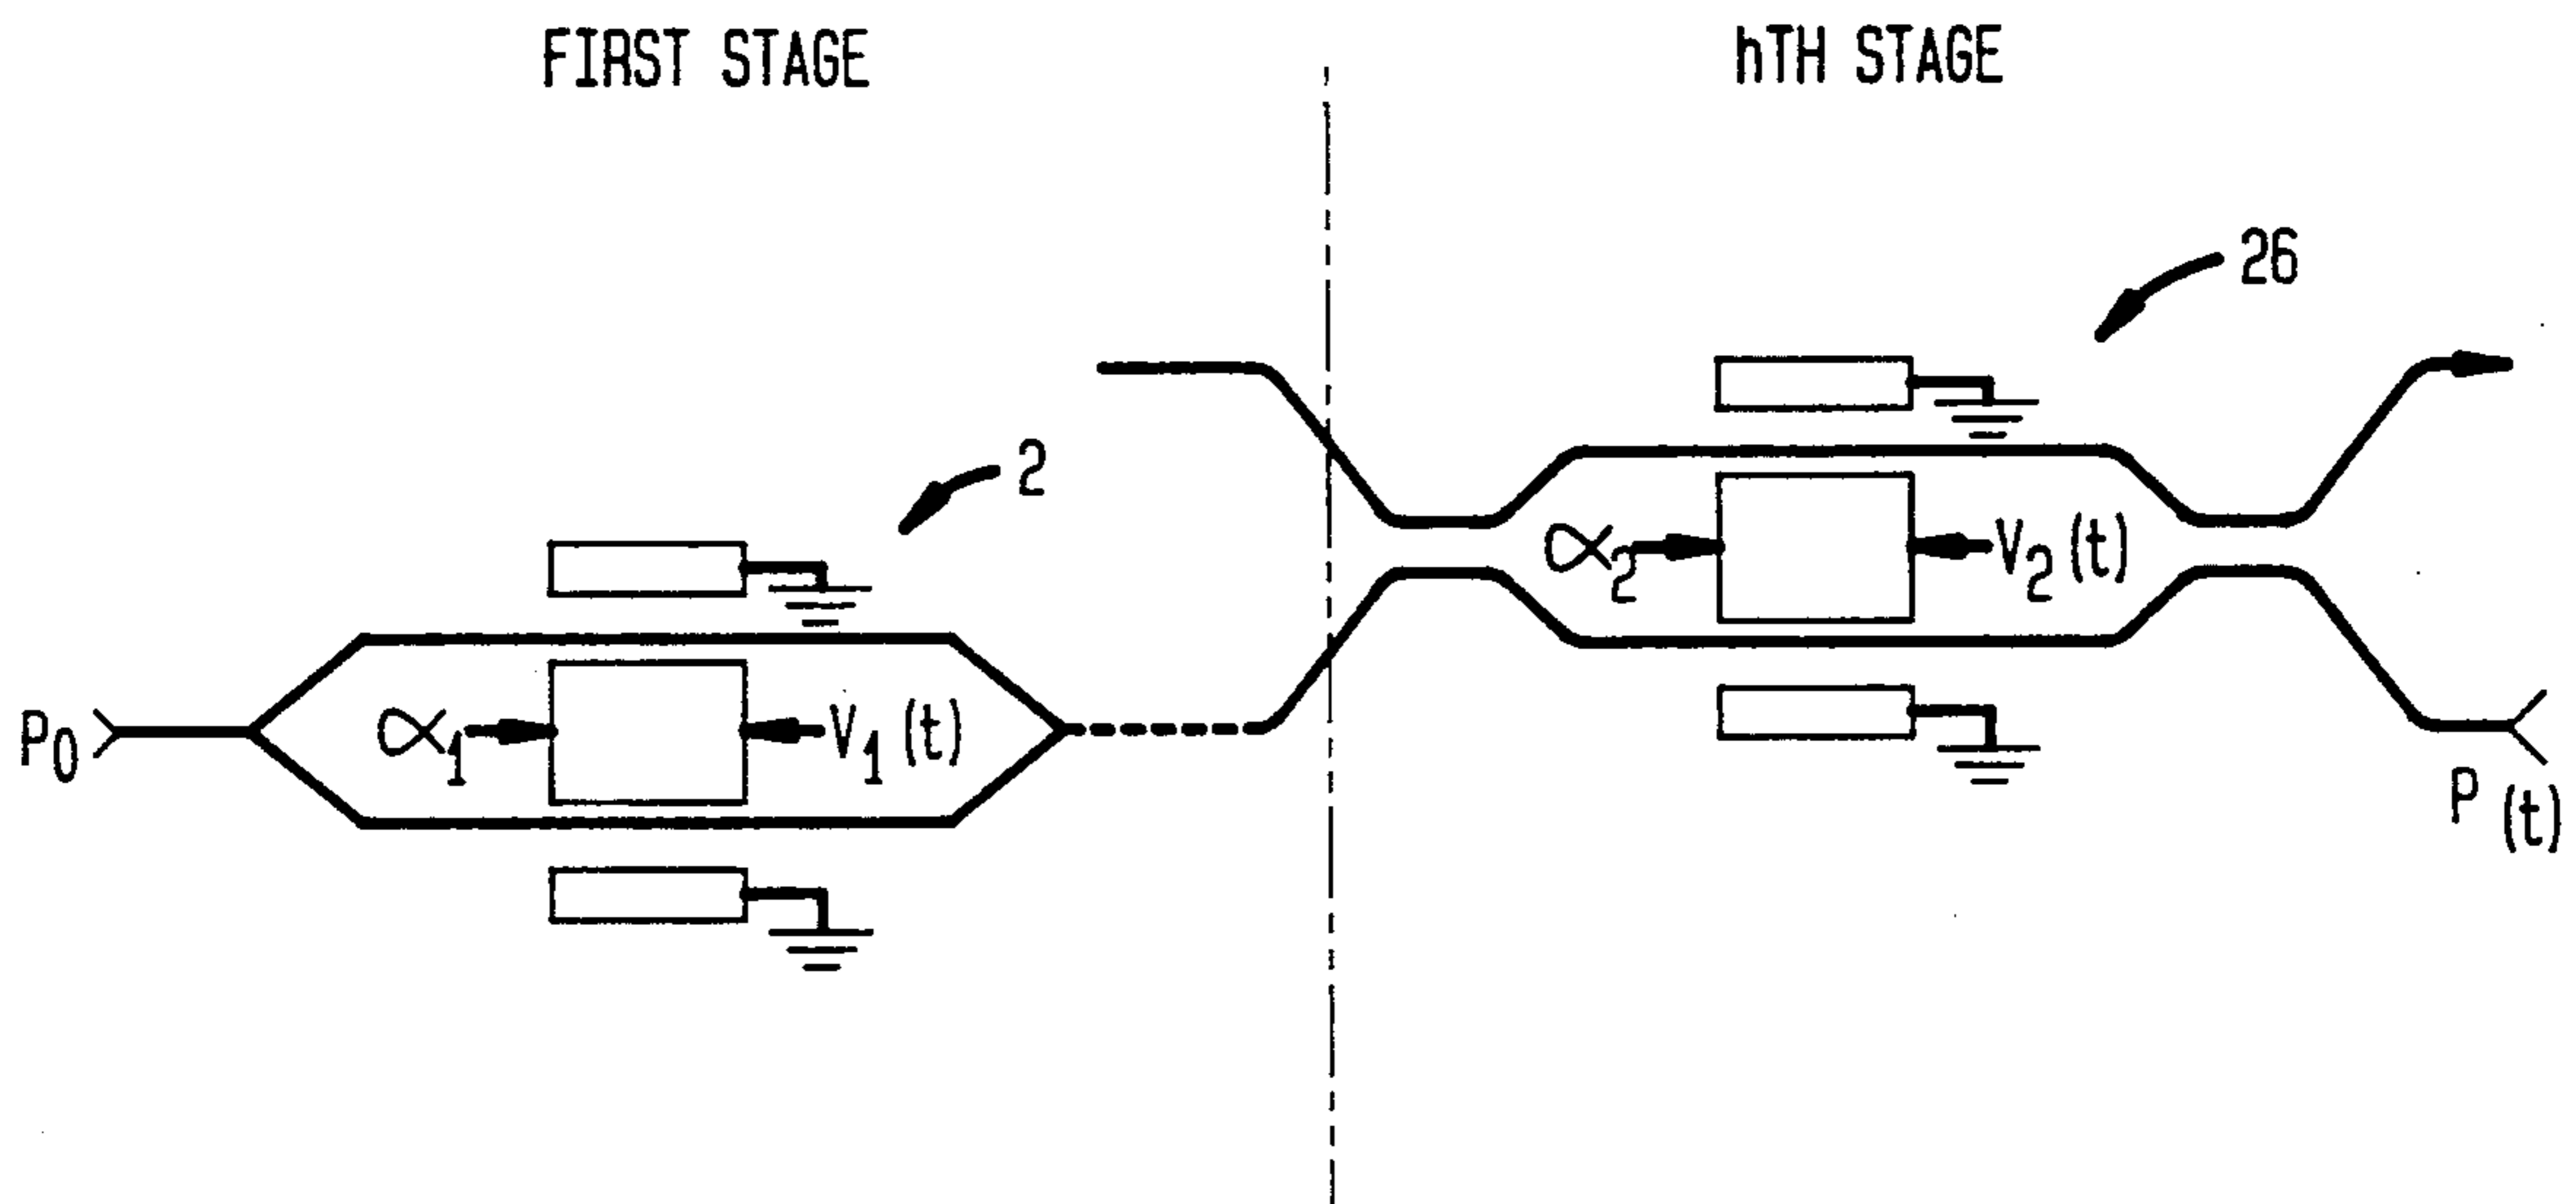 FIRST STAGE
hTH STAGE
26
2
α2
V2(t)
P0
α1
V1(t)
P(t)